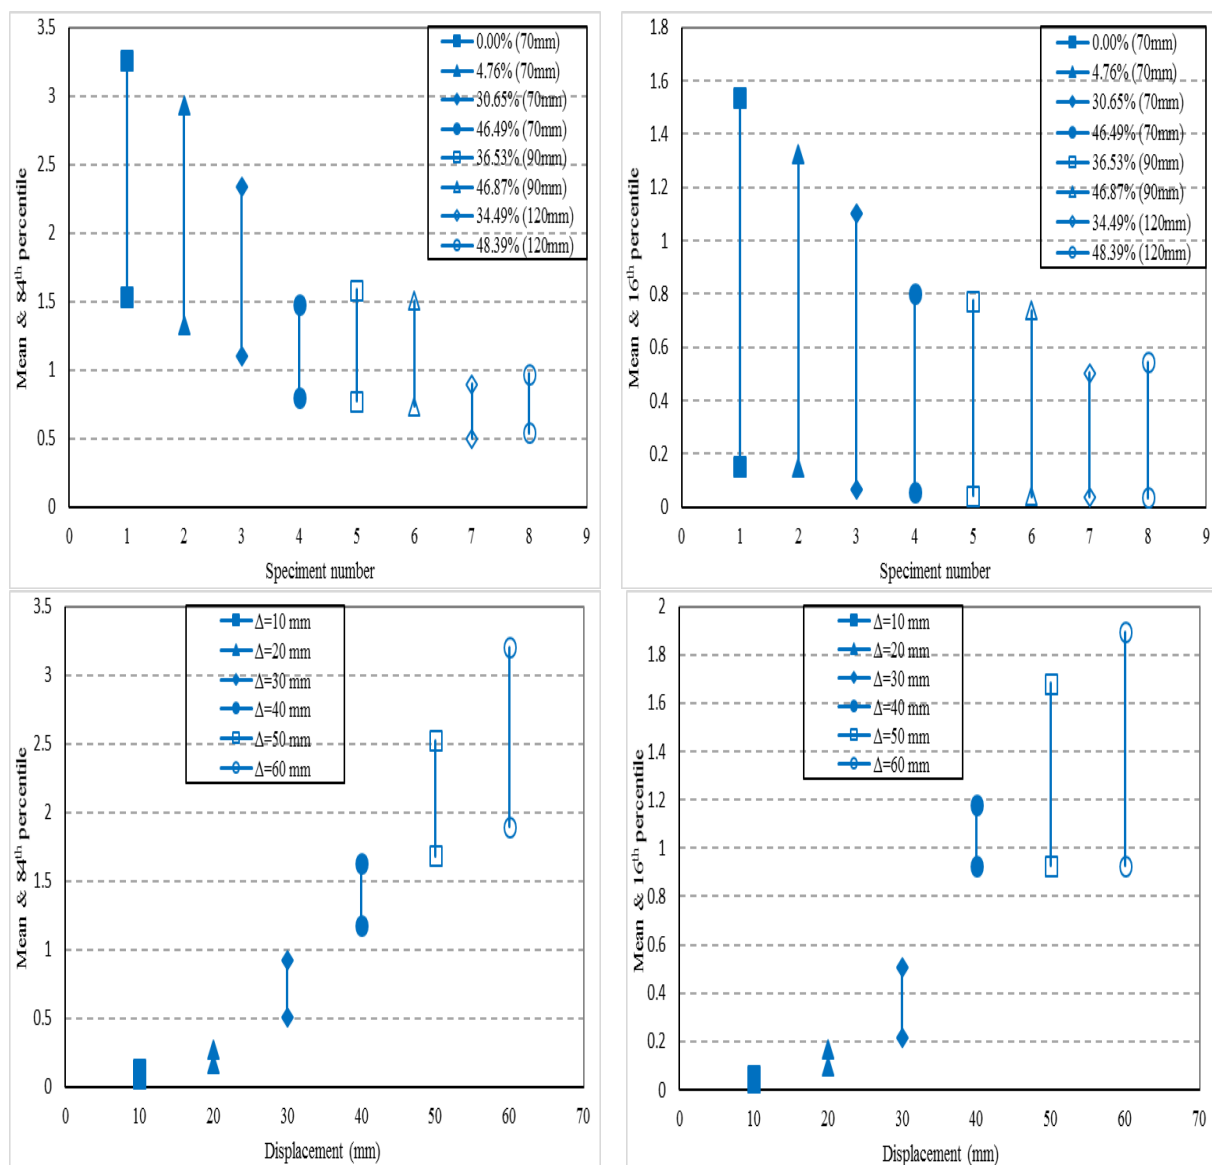 3.5
3
2.5
2
1.5
1
0.5
0
0 1 2 3 4 5 6 7 8 9
Mean & 84th percentile
Speciment number
0.00% (70mm)
4.76% (70mm)
30.65% (70mm)
46.49% (70mm)
36.53% (90mm)
46.87% (90mm)
34.49% (120mm)
48.39% (120mm)
1.8
1.6
1.4
1.2
1
0.8
0.6
0.4
0.2
0
0 1 2 3 4 5 6 7 8 9
Mean & 16th percentile
Speciment number
0.00% (70mm)
4.76% (70mm)
30.65% (70mm)
46.49% (70mm)
36.53% (90mm)
46.87% (90mm)
34.49% (120mm)
48.39% (120mm)
3.5
3
2.5
2
1.5
1
0.5
0
0 10 20 30 40 50 60 70
Mean & 84th percentile
Displacement (mm)
Δ=10 mm
Δ=20 mm
Δ=30 mm
Δ=40 mm
Δ=50 mm
Δ=60 mm
2
1.8
1.6
1.4
1.2
1
0.8
0.6
0.4
0.2
0
0 10 20 30 40 50 60 70
Mean & 16th percentile
Displacement (mm)
Δ=10 mm
Δ=20 mm
Δ=30 mm
Δ=40 mm
Δ=50 mm
Δ=60 mm